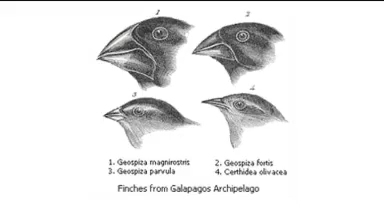 1
2
3
4
1. Geospiza magnirostris
2. Geospiza fortis
3. Geospiza parvula
4. Certhidea olivacea
Finches from Galapagos Archipelago